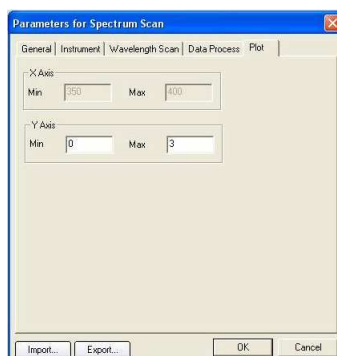 Parameters for Spectrum Scan
General Instrument Wavelength Scan Data Process Plot
X Axis
Min 350 Max 400
Y Axis
Min 0 Max 3
Import... Export... OK Cancel